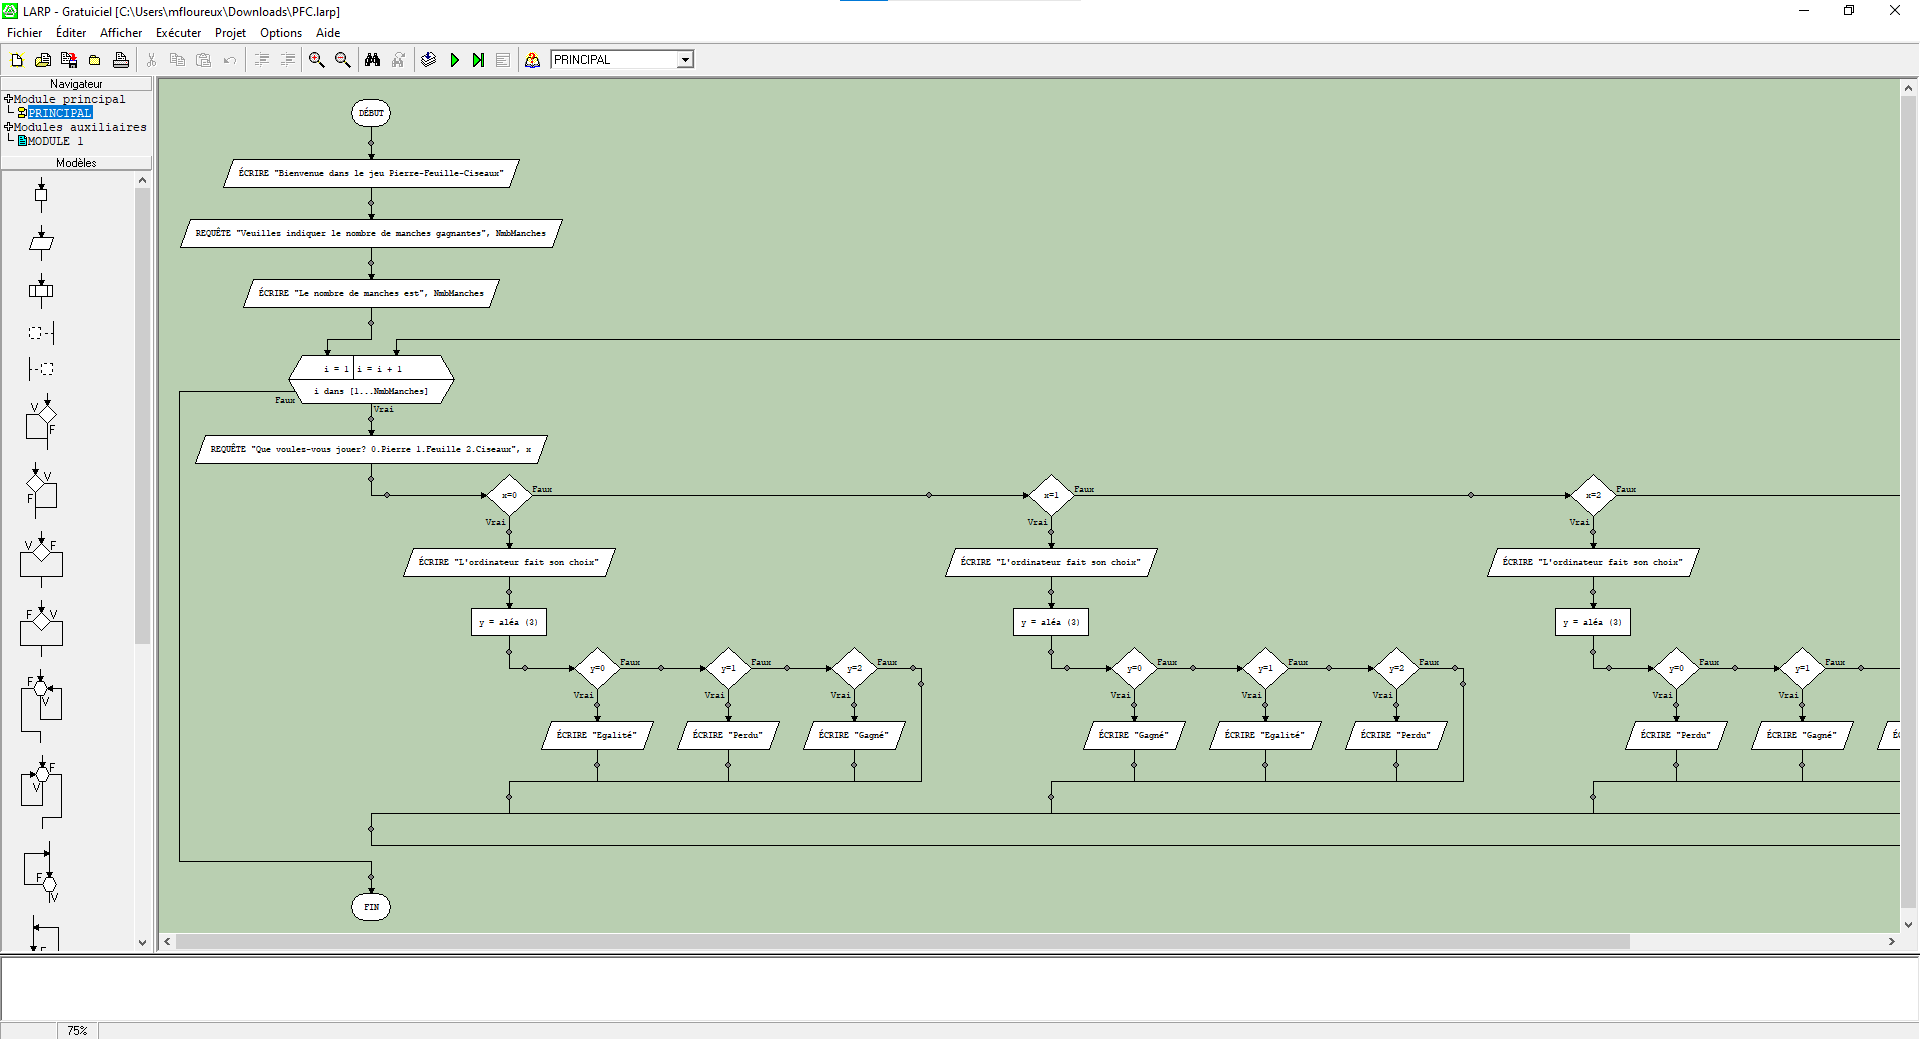 LARP - Gratuiciel [C:\Users\mfloureux\Downloads\PFC.larp]
Fichier Éditer Afficher Exécuter Projet Options Aide
PRINCIPAL
Navigateur
Module principal
PRINCIPAL
Modules auxiliaires
MODULE 1
Modèles
V
F
V
F
V F
F V
F
V
F
V
F
V
F
DÉBUT
ÉCRIRE "Bienvenue dans le jeu Pierre-Feuille-Ciseaux"
REQUÊTE "Veuilles indiquer le nombre de manches gagnantes", NmbManches
ÉCRIRE "Le nombre de manches est", NmbManches
i = 1 i = i + 1
i dans [1...NmbManches]
Faux
Vrai
REQUÊTE "Que voulez-vous jouer? 0.Pierre 1.Feuille 2.Ciseaux", x
x=0 Faux x=1 Faux x=2 Faux
Vrai Vrai Vrai
ÉCRIRE "L'ordinateur fait son choix" ÉCRIRE "L'ordinateur fait son choix" ÉCRIRE "L'ordinateur fait son choix"
y = aléa (3) y = aléa (3) y = aléa (3)
y=0 Faux y=1 Faux y=2 Faux y=0 Faux y=1 Faux y=2 Faux y=0 Faux y=1 Faux
Vrai Vrai Vrai Vrai Vrai Vrai Vrai Vrai
ÉCRIRE "Egalité" ÉCRIRE "Perdu" ÉCRIRE "Gagné" ÉCRIRE "Gagné" ÉCRIRE "Egalité" ÉCRIRE "Perdu" ÉCRIRE "Perdu" ÉCRIRE "Gagné"
FIN
75%